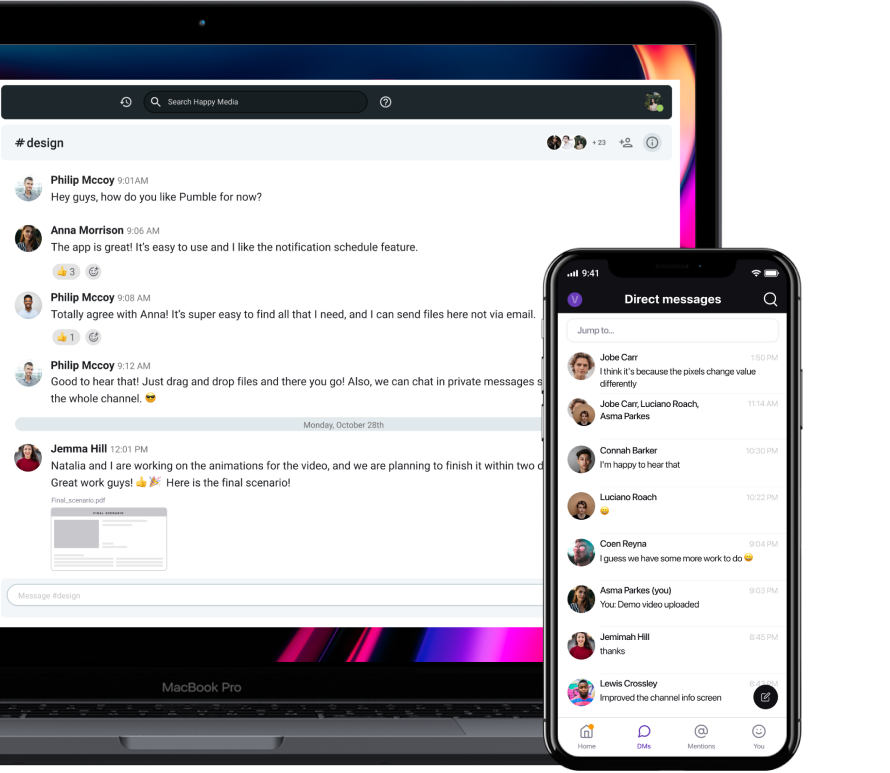 Search Happy Media
# design
+ 23
Philip Mccoy 9:01AM
Hey guys, how do you like Pumble for now?
Anna Morrison 9:06 AM
The app is great! It's easy to use and I like the notification schedule feature.
👍 3
Philip Mccoy 9:08 AM
Totally agree with Anna! It's super easy to find all that I need, and I can send files here not via email.
👍 1
Philip Mccoy 9:12 AM
Good to hear that! Just drag and drop files and there you go! Also, we can chat in private messages s
the whole channel. 😎
Monday, October 28th
Jemma Hill 12:01 PM
Natalia and I are working on the animations for the video, and we are planning to finish it within two d
Great work guys! 👍🎉 Here is the final scenario!
Final_scenario.pdf
FINAL SCENARIO
Message #design
MacBook Pro
9:41
V
Direct messages
Jump to...
Jobe Carr 1:50 PM
I think it's because the pixels change value
differently
Jobe Carr, Luciano Roach, 11:14 AM
Asma Parkes
Connah Barker 10:30 PM
I'm happy to hear that
Luciano Roach 10:22 PM
😄
Coen Reyna 9:04 PM
I guess we have some more work to do 😄
Asma Parkes (you) 9:03 PM
You: Demo video uploaded
Jemimah Hill 8:45 PM
thanks
Lewis Crossley
Improved the channel info screen
Home
DMs
Mentions
You